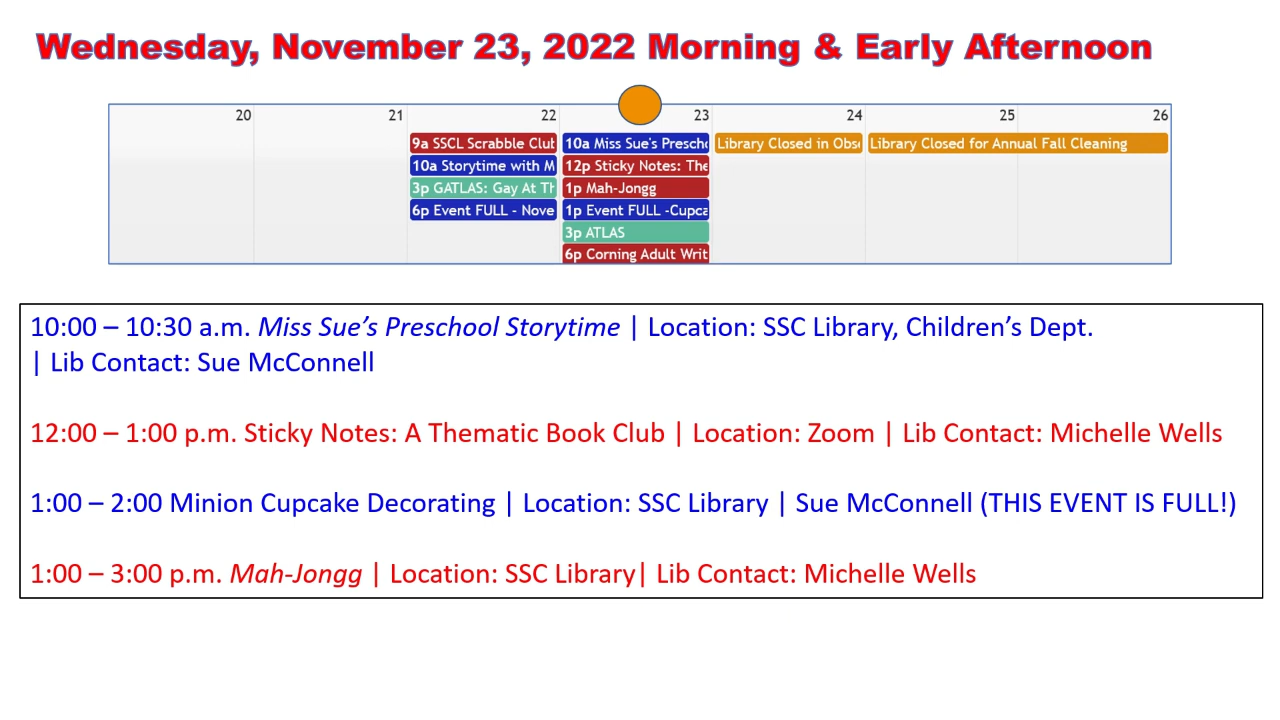 Wednesday, November 23, 2022 Morning & Early Afternoon
20 21 22 23 24 25 26
9a SSCL Scrabble Club 10a Miss Sue's Presch Library Closed in Obs Library Closed for Annual Fall Cleaning
10a Storytime with M 12p Sticky Notes: The
3p GATLAS: Gay At Th 1p Mah-Jongg
6p Event FULL - Nove 1p Event FULL -Cupca
3p ATLAS
6p Corning Adult Writ
10:00 – 10:30 a.m. Miss Sue’s Preschool Storytime | Location: SSC Library, Children’s Dept.
| Lib Contact: Sue McConnell
12:00 – 1:00 p.m. Sticky Notes: A Thematic Book Club | Location: Zoom | Lib Contact: Michelle Wells
1:00 – 2:00 Minion Cupcake Decorating | Location: SSC Library | Sue McConnell (THIS EVENT IS FULL!)
1:00 – 3:00 p.m. Mah-Jongg | Location: SSC Library| Lib Contact: Michelle Wells